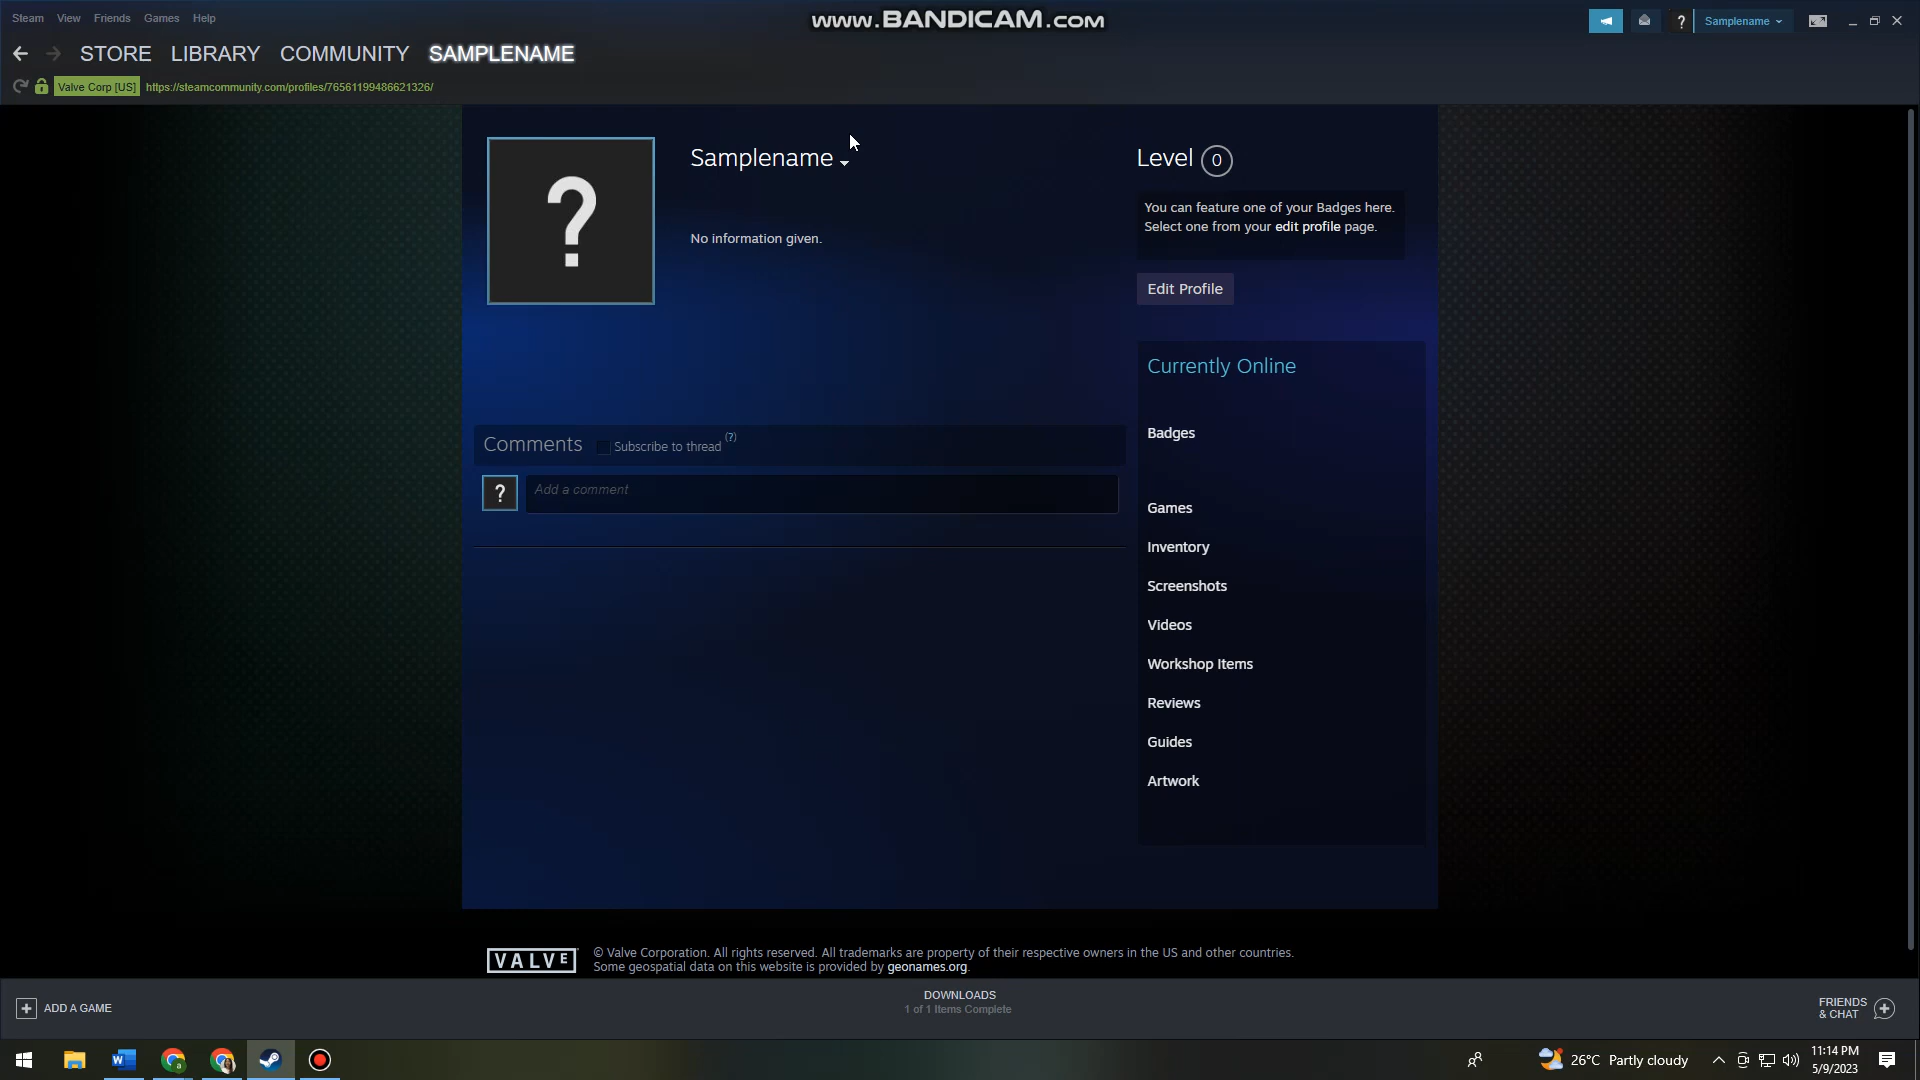 Steam View Friends Games Help
www.BANDICAM.com
Samplename
STORE LIBRARY COMMUNITY SAMPLENAME
Valve Corp [US] https://steamcommunity.com/profiles/76561199486621326/
?
Samplename
No information given.
Level 0
You can feature one of your Badges here.
Select one from your edit profile page.
Edit Profile
Currently Online
Badges
Games
Inventory
Screenshots
Videos
Workshop Items
Reviews
Guides
Artwork
Comments Subscribe to thread (?)
? Add a comment
VALVE
© Valve Corporation. All rights reserved. All trademarks are property of their respective owners in the US and other countries.
Some geospatial data on this website is provided by geonames.org.
+ ADD A GAME
DOWNLOADS
1 of 1 Items Complete
FRIENDS
& CHAT
26°C Partly cloudy
11:14 PM
5/9/2023